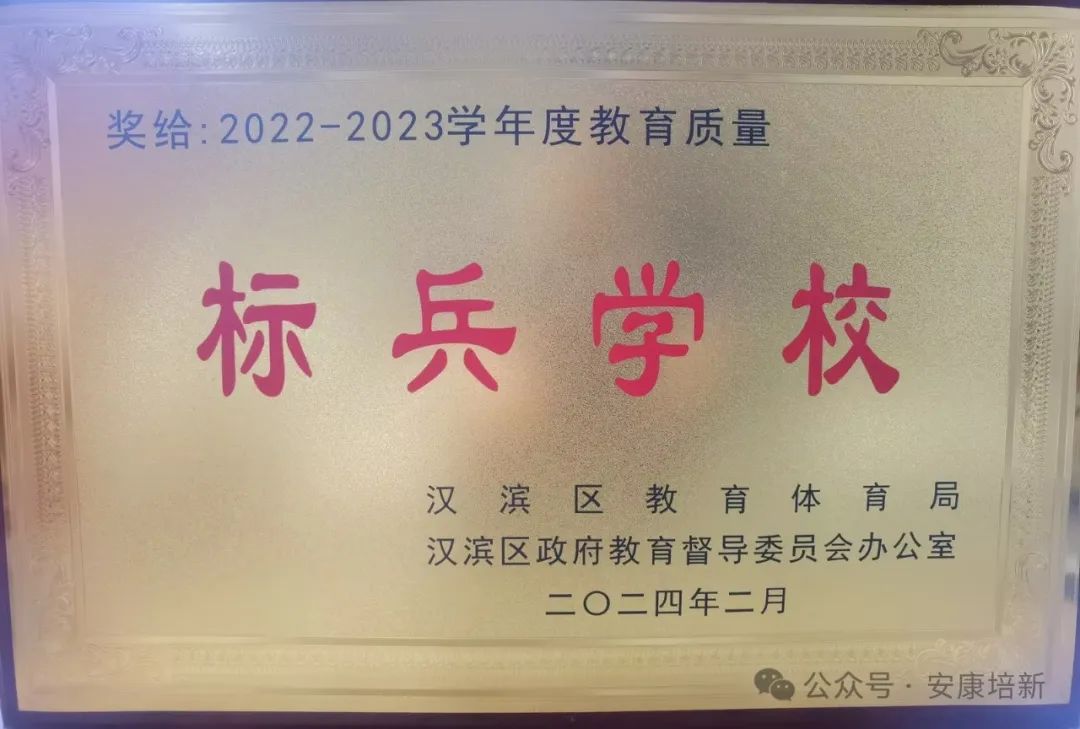 奖给:2022-2023学年度教育质量
标兵学校
汉滨区教育体育局
汉滨区政府教育督导委员会办公室
二〇二四年二月
公众号·安康培新